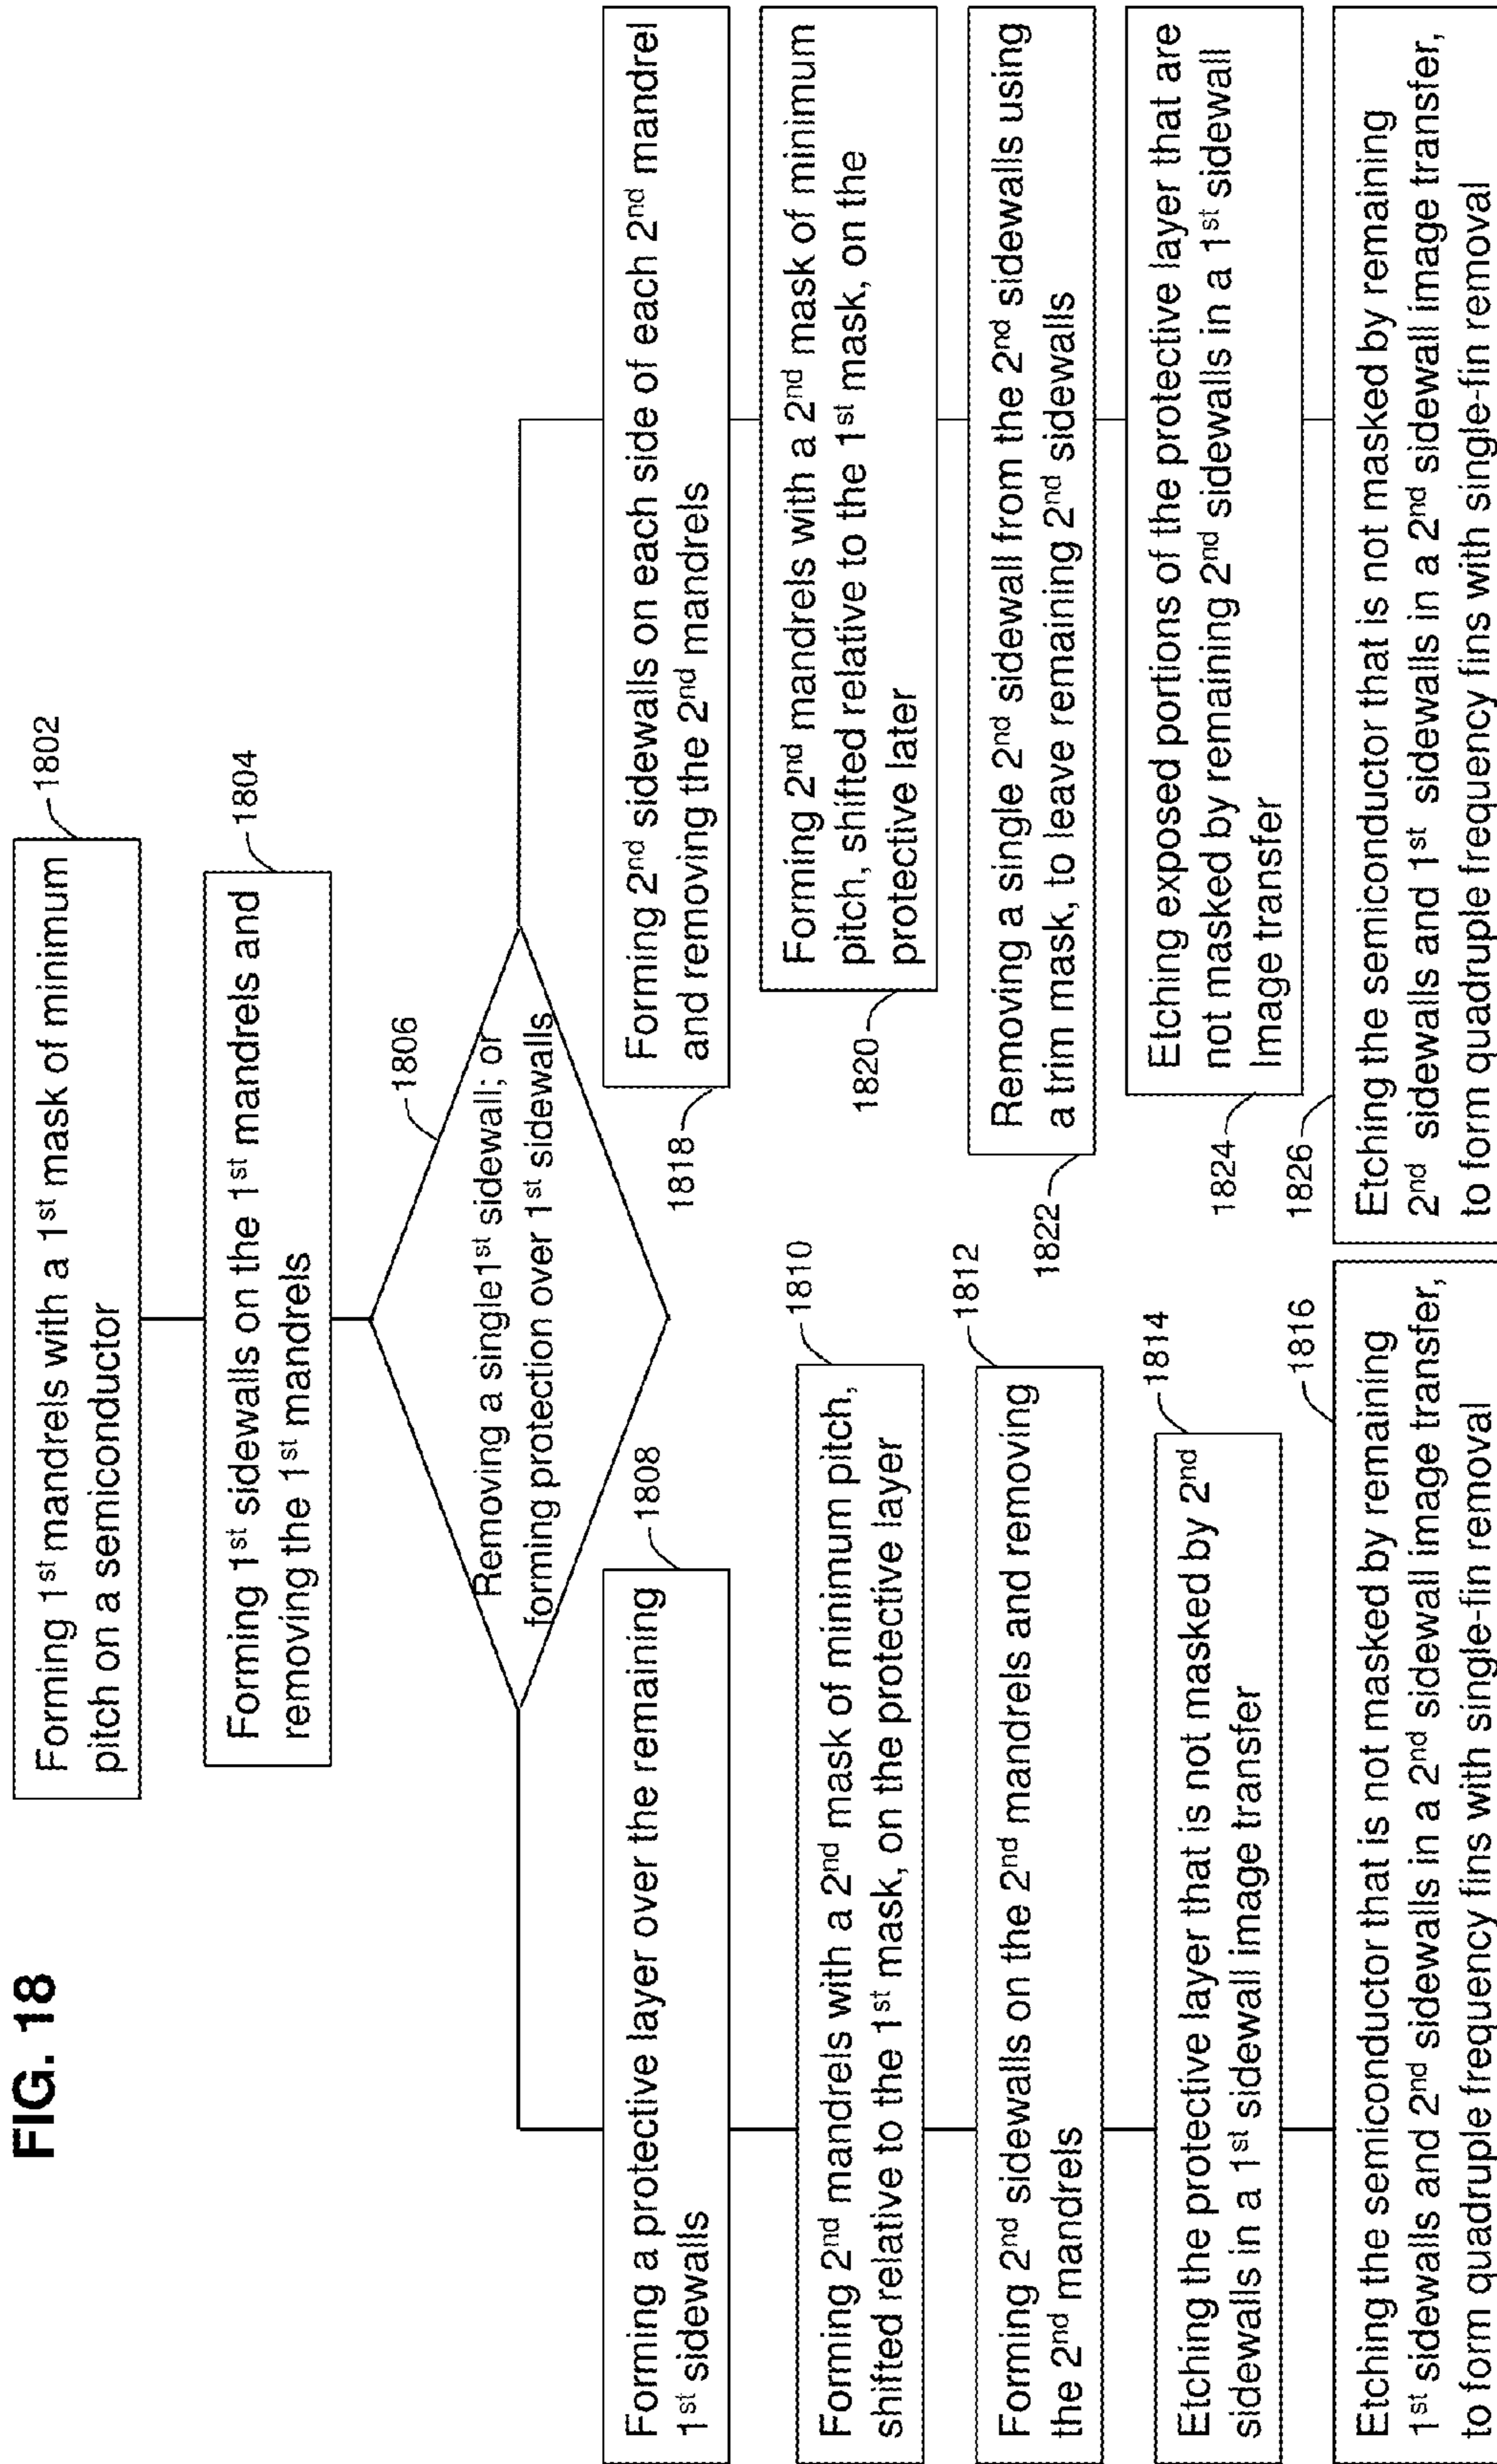 FIG. 18
Forming 1st mandrels with a 1st mask of minimum
pitch on a semiconductor
1802
Forming 1st sidewalls on the 1st mandrels and
removing the 1st mandrels
1804
Removing a single1st sidewall; or
forming protection over 1st sidewalls
1806
Forming a protective layer over the remaining
1st sidewalls
1808
Forming 2nd mandrels with a 2nd mask of minimum pitch,
shifted relative to the 1st mask, on the protective layer
1810
Forming 2nd sidewalls on the 2nd mandrels and removing
the 2nd mandrels
1812
Etching the protective layer that is not masked by 2nd
sidewalls in a 1st sidewall image transfer
1814
Etching the semiconductor that is not masked by remaining
1st sidewalls and 2nd sidewalls in a 2nd sidewall image transfer,
to form quadruple frequency fins with single-fin removal
1816
Forming 2nd sidewalls on each side of each 2nd mandrel
and removing the 2nd mandrels
1818
Forming 2nd mandrels with a 2nd mask of minimum
pitch, shifted relative to the 1st mask, on the
protective later
1820
Removing a single 2nd sidewall from the 2nd sidewalls using
a trim mask, to leave remaining 2nd sidewalls
1822
Etching exposed portions of the protective layer that are
not masked by remaining 2nd sidewalls in a 1st sidewall
Image transfer
1824
Etching the semiconductor that is not masked by remaining
2nd sidewalls and 1st sidewalls in a 2nd sidewall image transfer,
to form quadruple frequency fins with single-fin removal
1826